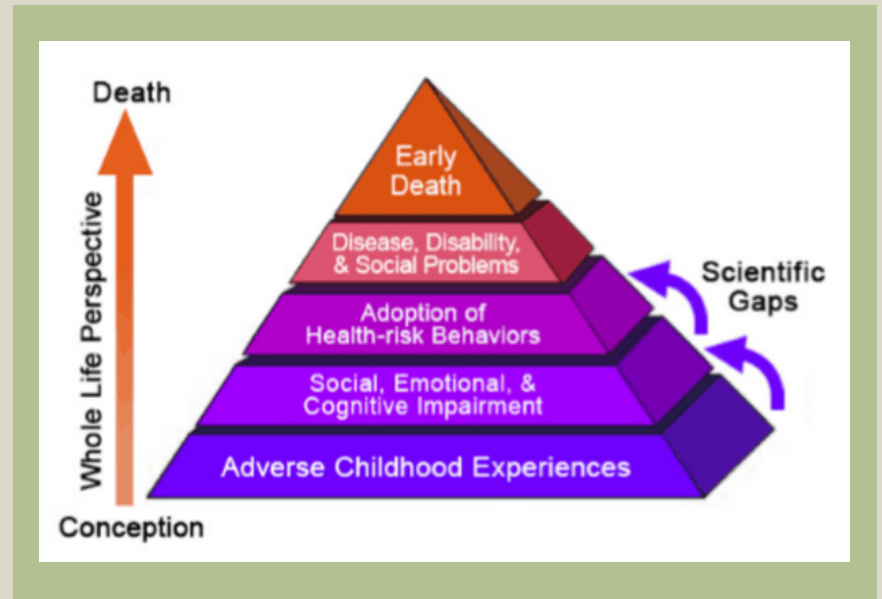 Death
Whole Life Perspective
Conception
Early
Death
Disease, Disability,
& Social Problems
Adoption of
Health-risk Behaviors
Social, Emotional, &
Cognitive Impairment
Adverse Childhood Experiences
Scientific
Gaps